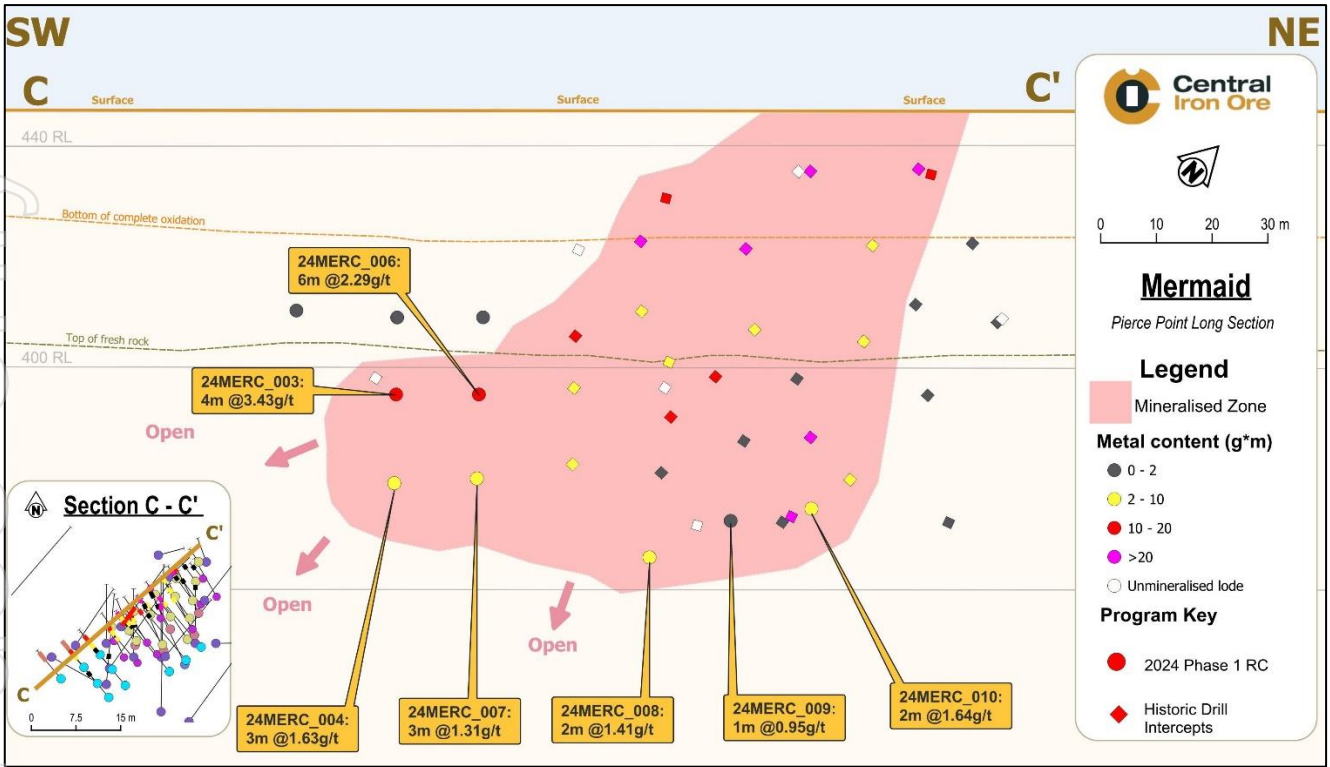 SW
NE
C
C'
Surface
Surface
Surface
440 RL
Bottom of complete oxidation
24MERC_006:
6m @2.29g/t
Top of fresh rock
400 RL
24MERC_003:
4m @3.43g/t
Open
Open
Open
24MERC_004:
3m @1.63g/t
24MERC_007:
3m @1.31g/t
24MERC_008:
2m @1.41g/t
24MERC_009:
1m @0.95g/t
24MERC_010:
2m @1.64g/t
N
Section C - C'
C'
C
0 7.5 15 m
Central
Iron Ore
N
0 10 20 30 m
Mermaid
Pierce Point Long Section
Legend
Mineralised Zone
Metal content (g*m)
0 - 2
2 - 10
10 - 20
>20
Unmineralised lode
Program Key
2024 Phase 1 RC
Historic Drill
Intercepts